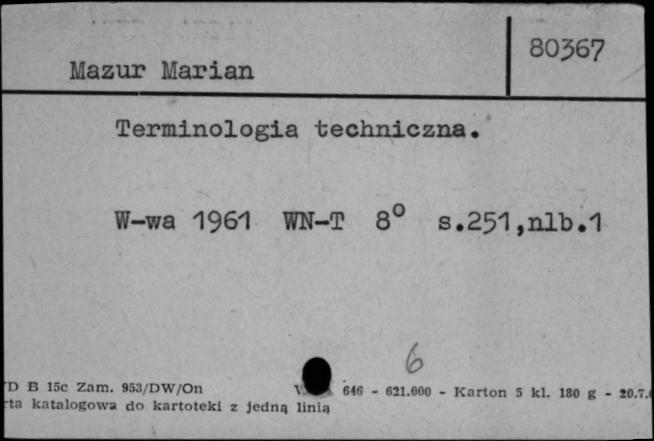 80367
Mazur Marian
Terminologia techniczna.
W-wa 1961 WN-T 8° s.251,nlb.1
6
D B 15c Zam. 953/DW/On 646 - 621.000 - Karton 5 kl. 180 g - 20.7.
rta katalogowa do kartoteki z jedną linią